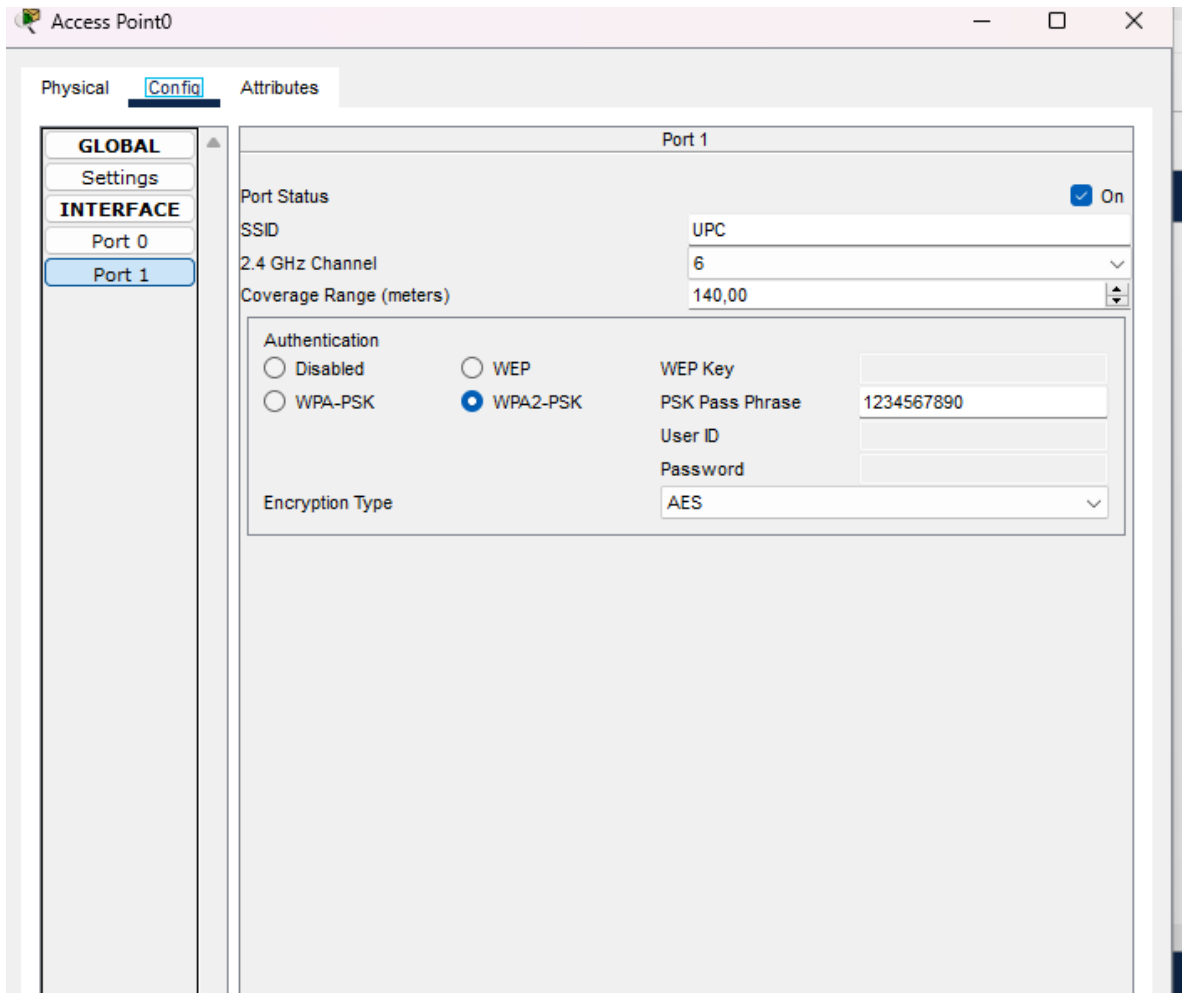 Access Point0
Physical Config Attributes
GLOBAL
Settings
INTERFACE
Port 0
Port 1
Port 1
Port Status On
SSID UPC
2.4 GHz Channel 6
Coverage Range (meters) 140,00
Authentication
Disabled WEP WEP Key
WPA-PSK WPA2-PSK PSK Pass Phrase 1234567890
User ID
Password
Encryption Type AES